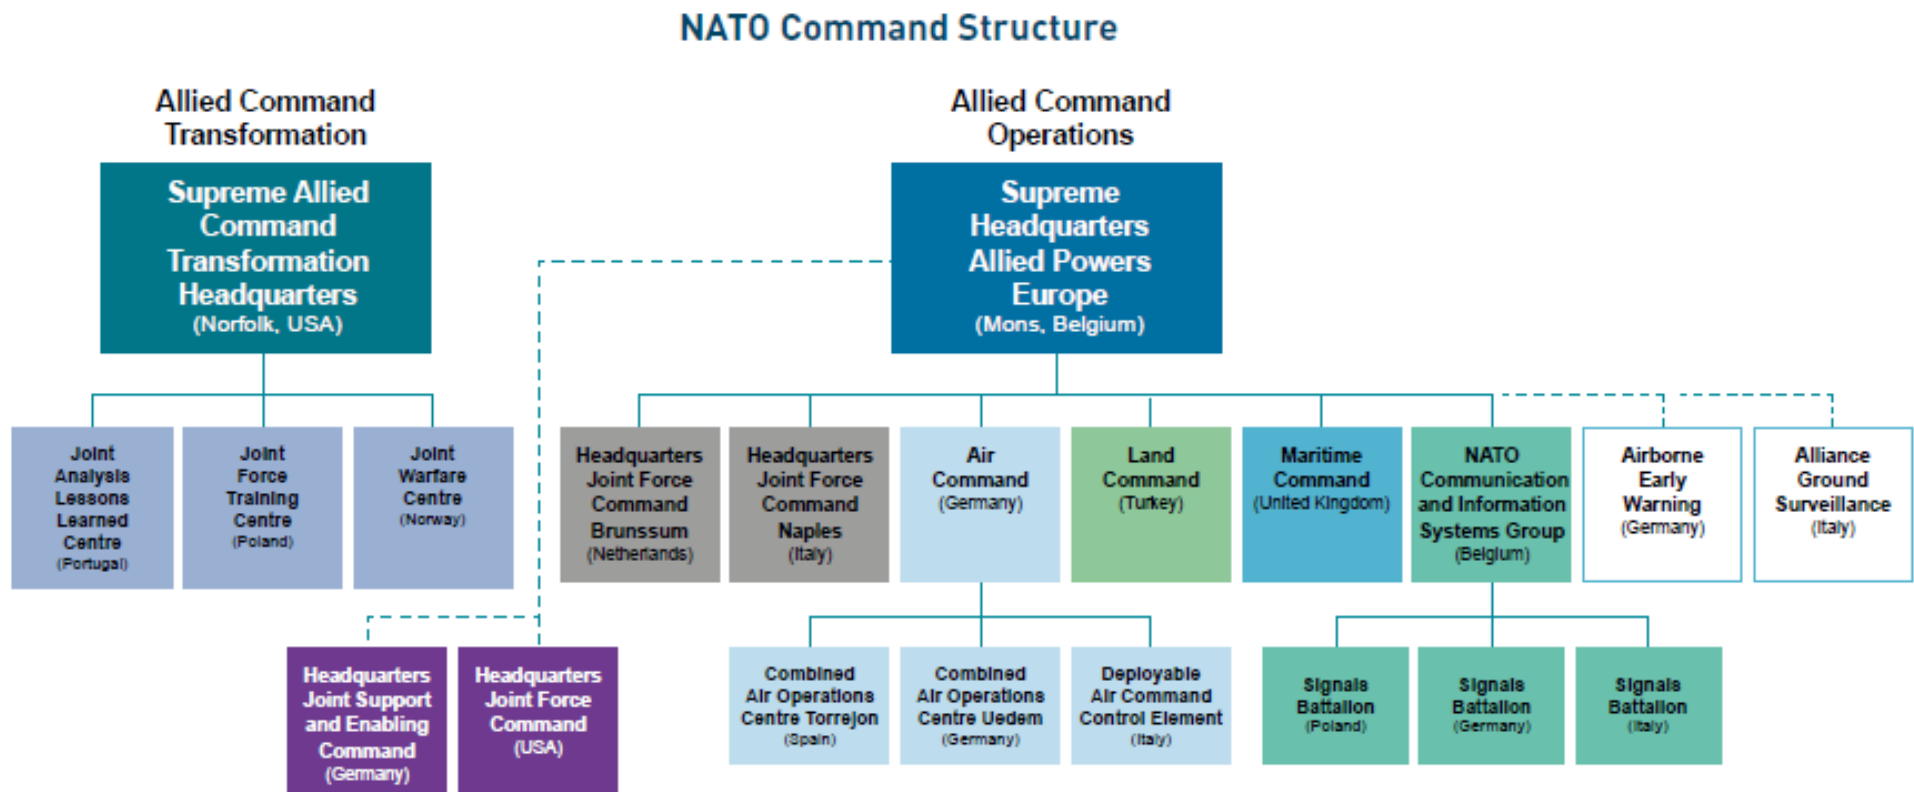 NATO Command Structure
Allied Command
Transformation
Supreme Allied
Command
Transformation
Headquarters
(Norfolk, USA)
Allied Command
Operations
Supreme
Headquarters
Allied Powers
Europe
(Mons, Belgium)
Joint
Analysis
Lessons
Learned
Centre
(Portugal)
Joint
Force
Training
Centre
(Poland)
Joint
Warfare
Centre
(Norway)
Headquarters
Joint Force
Command
Brunssum
(Netherlands)
Headquarters
Joint Force
Command
Naples
(Italy)
Air
Command
(Germany)
Land
Command
(Turkey)
Maritime
Command
(United Kingdom)
NATO
Communication
and Information
Systems Group
(Belgium)
Airborne
Early
Warning
(Germany)
Alliance
Ground
Surveillance
(Italy)
Headquarters
Joint Support
and Enabling
Command
(Germany)
Headquarters
Joint Force
Command
(USA)
Combined
Air Operations
Centre Torrejon
(Spain)
Combined
Air Operations
Centre Uedem
(Germany)
Deployable
Air Command
Control Element
(Italy)
Signals
Battalion
(Poland)
Signals
Battalion
(Germany)
Signals
Battalion
(Italy)